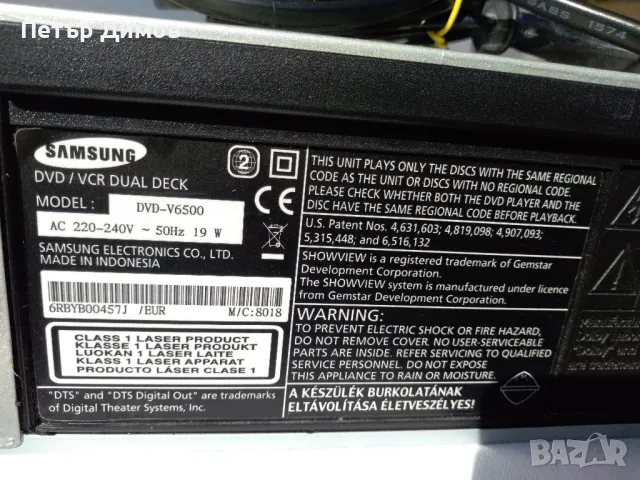 Петър Димов
BASS 1574
SAMSUNG
DVD / VCR DUAL DECK
MODEL : DVD-V6500
AC 220-240V ~ 50Hz 19 W
SAMSUNG ELECTRONICS CO., LTD.
MADE IN INDONESIA
6RBYB00457J /EUR M/C:8018
CLASS 1 LASER PRODUCT
KLASSE 1 LASER PRODUKT
LUOKAN 1 LASER LAITE
KLASS 1 LASER APPARAT
PRODUCTO LÁSER CLASE 1
"DTS" and "DTS Digital Out" are trademarks
of Digital Theater Systems, Inc.
2
CE
THIS UNIT PLAYS ONLY THE DISCS WITH THE SAME REGIONAL
CODE AS THE UNIT OR DISCS WITH NO REGIONAL CODE.
PLEASE CHECK WHETHER BOTH THE DVD PLAYER AND THE
DISC HAVE THE SAME REGIONAL CODE BEFORE PLAYBACK.
U.S. Patent Nos. 4,631,603; 4,819,098; 4,907,093;
5,315,448; and 6,516,132
SHOWVIEW is a registered trademark of Gemstar
Development Corporation.
The SHOWVIEW system is manufactured under licence
from Gemstar Development Corporation.
WARNING:
TO PREVENT ELECTRIC SHOCK OR FIRE HAZARD,
DO NOT REMOVE COVER. NO USER-SERVICEABLE
PARTS INSIDE. REFER SERVICING TO QUALIFIED
SERVICE PERSONNEL. DO NOT EXPOSE
THIS APPLIANCE TO RAIN OR MOISTURE.
A KÉSZÜLÉK BURKOLATÁNAK
ELTÁVOLÍTÁSA ÉLETVESZÉLYES!
BAZAR